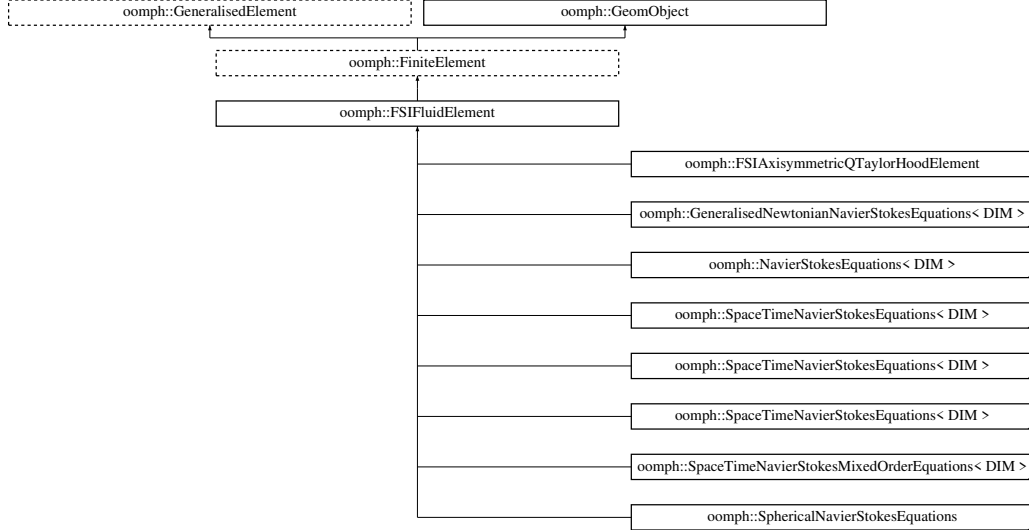 oomph::GeneralisedElement
oomph::GeomObject
oomph::FiniteElement
oomph::FSIFluidElement
oomph::FSIAxisymmetricQTaylorHoodElement
oomph::GeneralisedNewtonianNavierStokesEquations< DIM >
oomph::NavierStokesEquations< DIM >
oomph::SpaceTimeNavierStokesEquations< DIM >
oomph::SpaceTimeNavierStokesEquations< DIM >
oomph::SpaceTimeNavierStokesEquations< DIM >
oomph::SpaceTimeNavierStokesMixedOrderEquations< DIM >
oomph::SphericalNavierStokesEquations